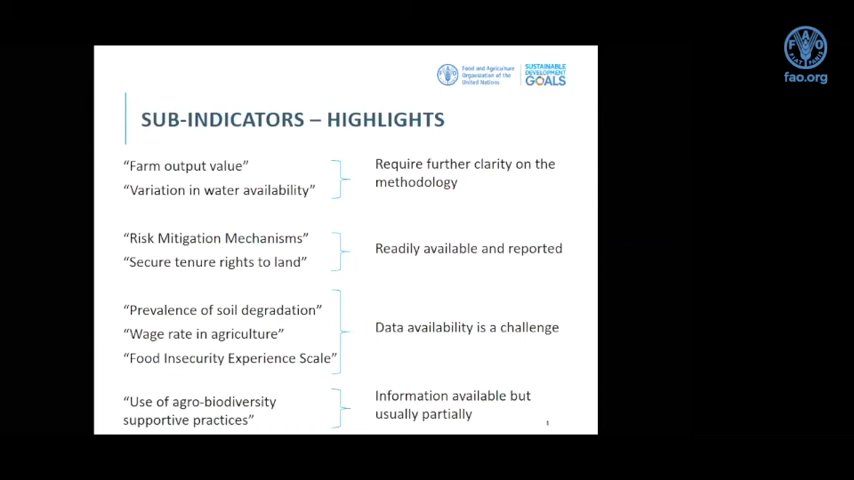 FAO
FIAT PANIS
fao.org
Food and Agriculture
Organization of the
United Nations
SUSTAINABLE
DEVELOPMENT
GOALS
SUB-INDICATORS – HIGHLIGHTS
“Farm output value”
“Variation in water availability”
Require further clarity on the
methodology
“Risk Mitigation Mechanisms”
“Secure tenure rights to land”
Readily available and reported
“Prevalence of soil degradation”
“Wage rate in agriculture”
“Food Insecurity Experience Scale”
Data availability is a challenge
“Use of agro-biodiversity
supportive practices”
Information available but
usually partially